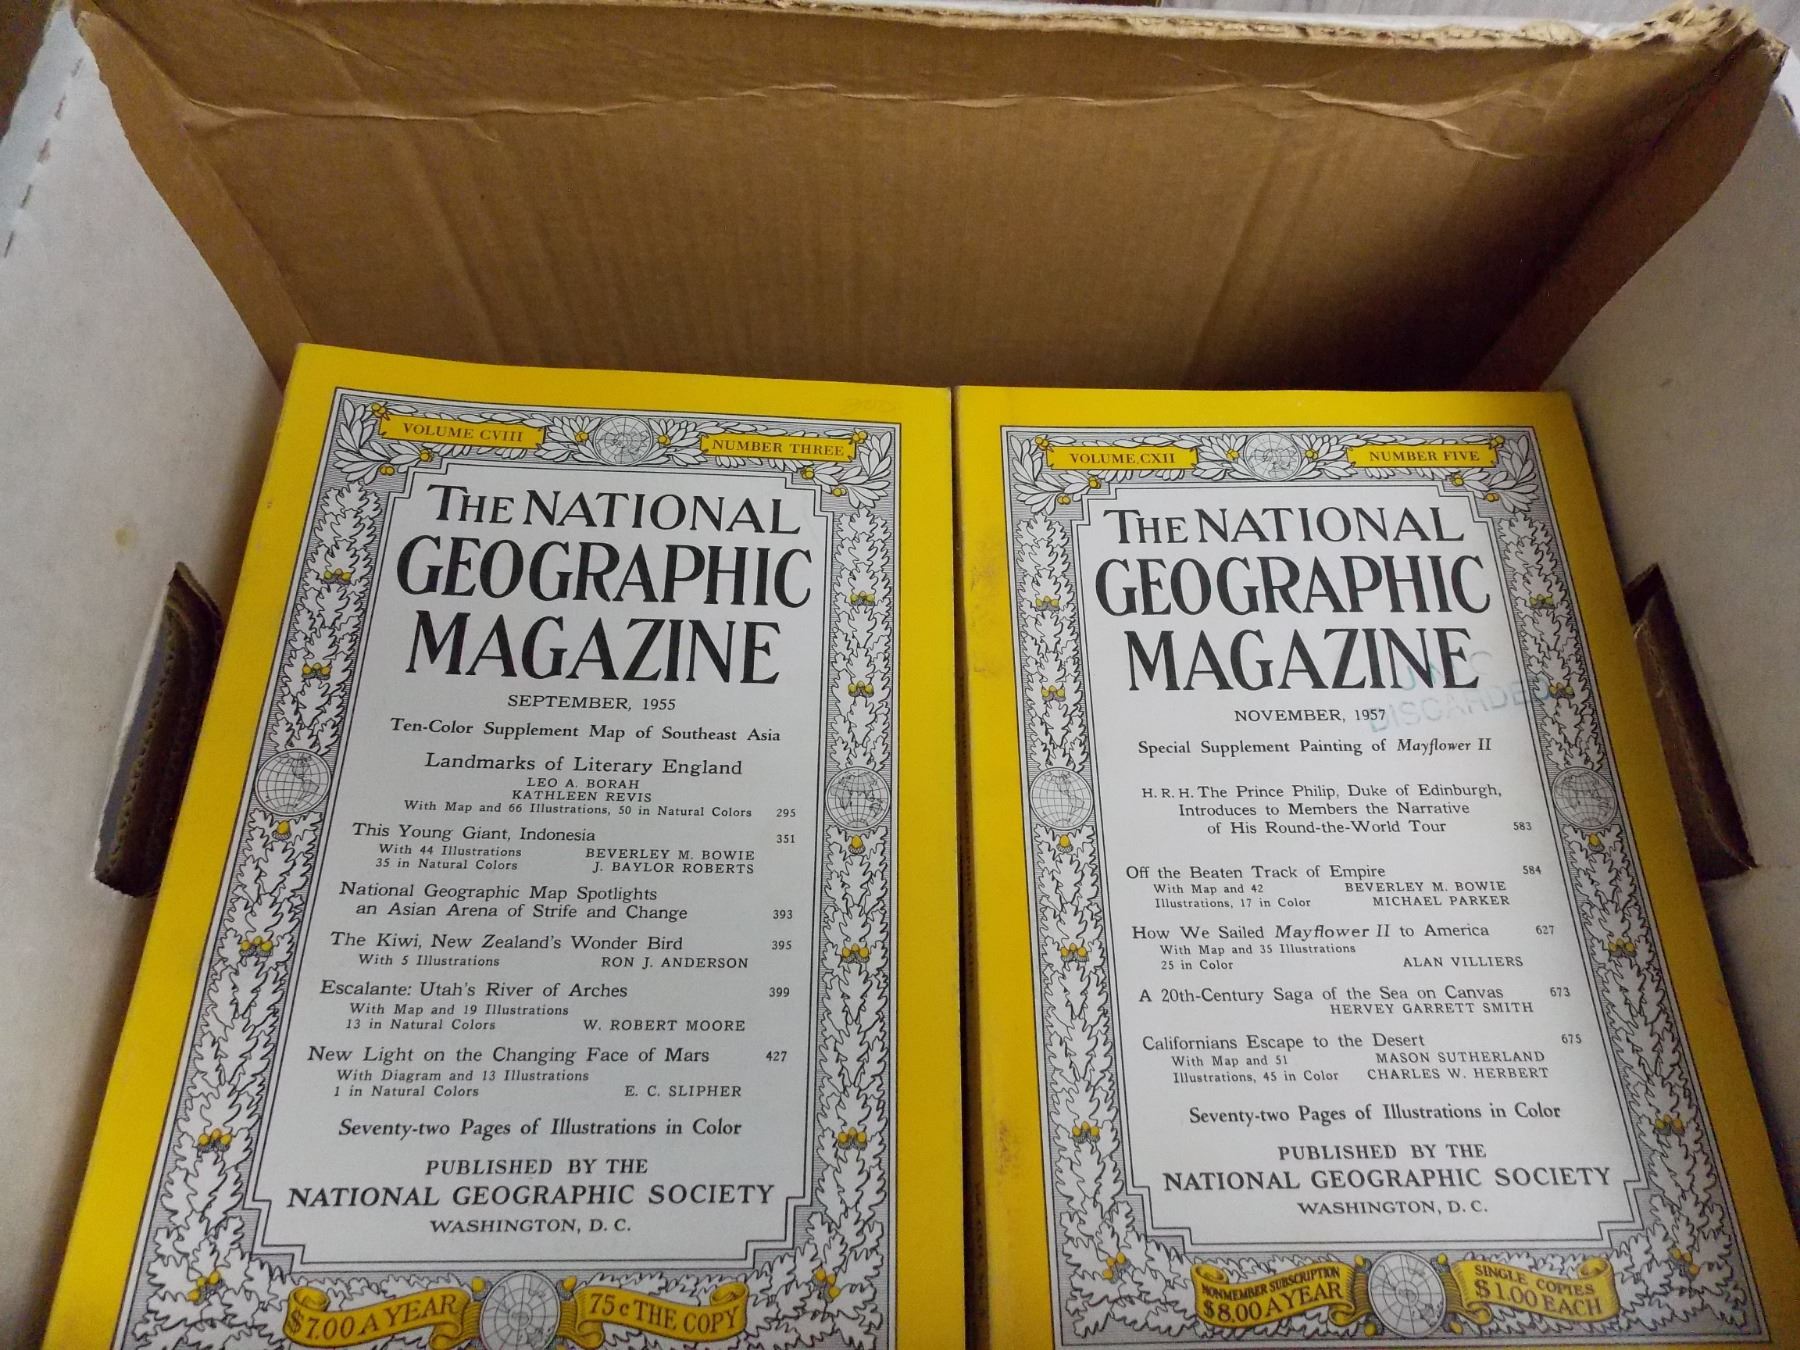 VOLUME CVIII
NUMBER THREE
THE NATIONAL
GEOGRAPHIC
MAGAZINE
SEPTEMBER, 1955
Ten-Color Supplement Map of Southeast Asia
Landmarks of Literary England
LEO A. BORAH
KATHLEEN REVIS
With Map and 66 Illustrations, 50 in Natural Colors 295
This Young Giant, Indonesia 351
With 44 Illustrations BEVERLEY M. BOWIE
35 in Natural Colors J. BAYLOR ROBERTS
National Geographic Map Spotlights
an Asian Arena of Strife and Change 393
The Kiwi, New Zealand's Wonder Bird 395
With 5 Illustrations RON J. ANDERSON
Escalante: Utah's River of Arches 399
With Map and 19 Illustrations
13 in Natural Colors W. ROBERT MOORE
New Light on the Changing Face of Mars 427
With Diagram and 13 Illustrations
1 in Natural Colors E. C. SLIPHER
Seventy-two Pages of Illustrations in Color
PUBLISHED BY THE
NATIONAL GEOGRAPHIC SOCIETY
WASHINGTON, D. C.
$7.00 A YEAR
75c THE COPY
VOLUME CXII
NUMBER FIVE
THE NATIONAL
GEOGRAPHIC
MAGAZINE
DISCARDED
NOVEMBER, 1957
Special Supplement Painting of Mayflower II
H. R. H. The Prince Philip, Duke of Edinburgh,
Introduces to Members the Narrative
of His Round-the-World Tour 583
Off the Beaten Track of Empire 584
With Map and 42 BEVERLEY M. BOWIE
Illustrations, 17 in Color MICHAEL PARKER
How We Sailed Mayflower II to America 627
With Map and 35 Illustrations
25 in Color ALAN VILLIERS
A 20th-Century Saga of the Sea on Canvas 673
HERVEY GARRETT SMITH
Californians Escape to the Desert 675
With Map and 51 MASON SUTHERLAND
Illustrations, 45 in Color CHARLES W. HERBERT
Seventy-two Pages of Illustrations in Color
PUBLISHED BY THE
NATIONAL GEOGRAPHIC SOCIETY
WASHINGTON, D. C.
NONMEMBER SUBSCRIPTION
$8.00 A YEAR
SINGLE COPIES
$1.00 EACH